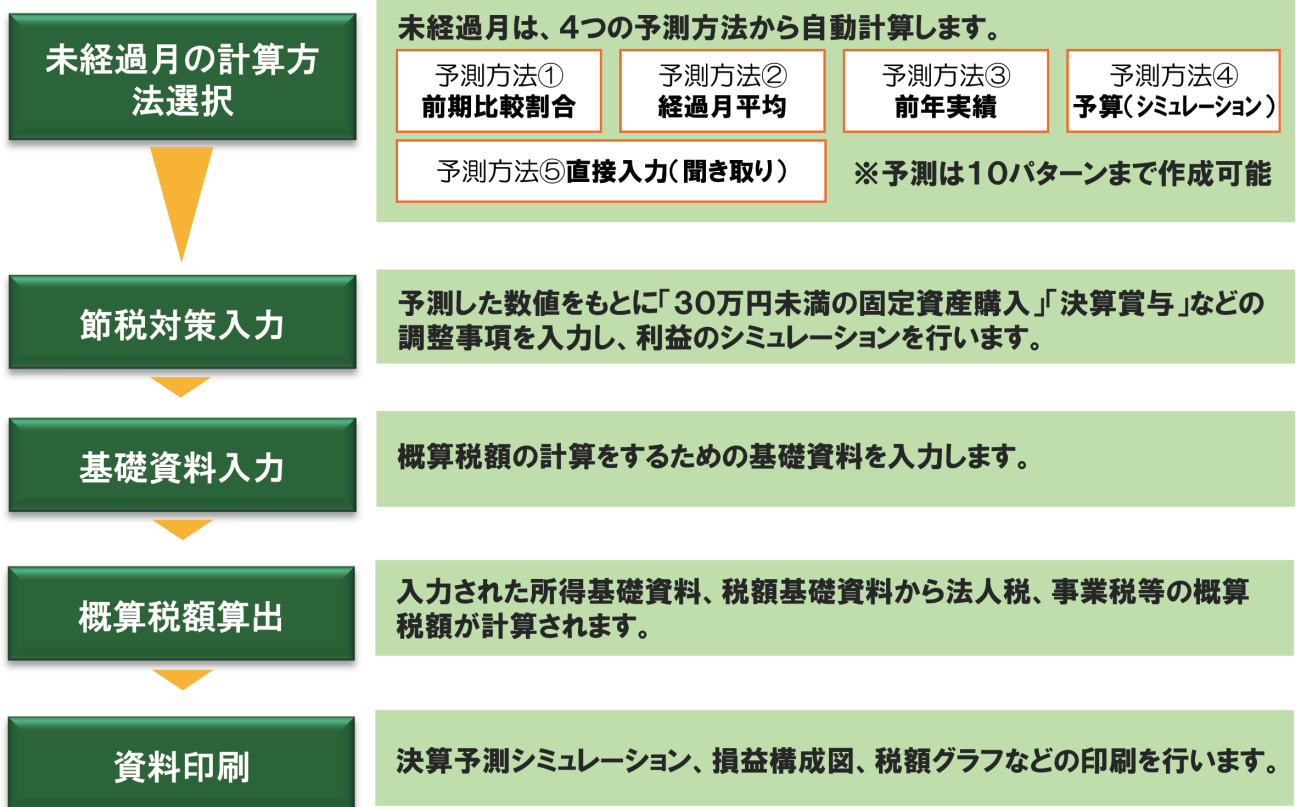 未経過月の計算方
法選択
未経過月は、4つの予測方法から自動計算します。
予測方法①
前期比較割合
予測方法②
経過月平均
予測方法③
前年実績
予測方法④
予算(シミュレーション)
予測方法⑤直接入力(聞き取り)
※予測は10パターンまで作成可能
節税対策入力
予測した数値をもとに「30万円未満の固定資産購入」「決算賞与」などの
調整事項を入力し、利益のシミュレーションを行います。
基礎資料入力
概算税額の計算をするための基礎資料を入力します。
概算税額算出
入力された所得基礎資料、税額基礎資料から法人税、事業税等の概算
税額が計算されます。
資料印刷
決算予測シミュレーション、損益構成図、税額グラフなどの印刷を行います。